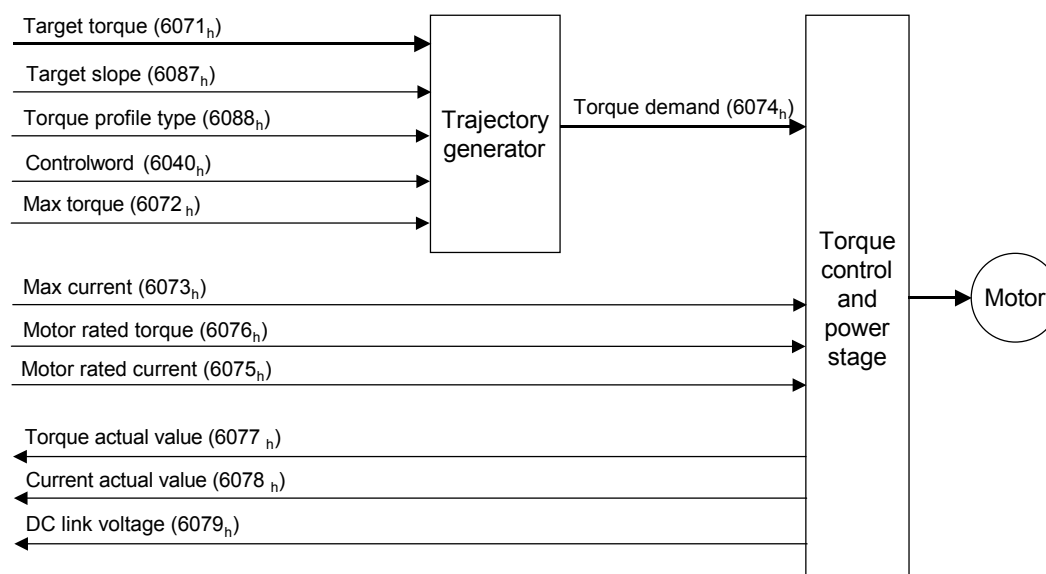 Target torque (6071h)
Target slope (6087h)
Torque profile type (6088h)
Controlword (6040h)
Max torque (6072 h)
Trajectory
generator
Torque demand (6074h)
Max current (6073h)
Motor rated torque (6076h)
Motor rated current (6075h)
Torque
control
and
power
stage
Motor
Torque actual value (6077 h)
Current actual value (6078 h)
DC link voltage (6079h)